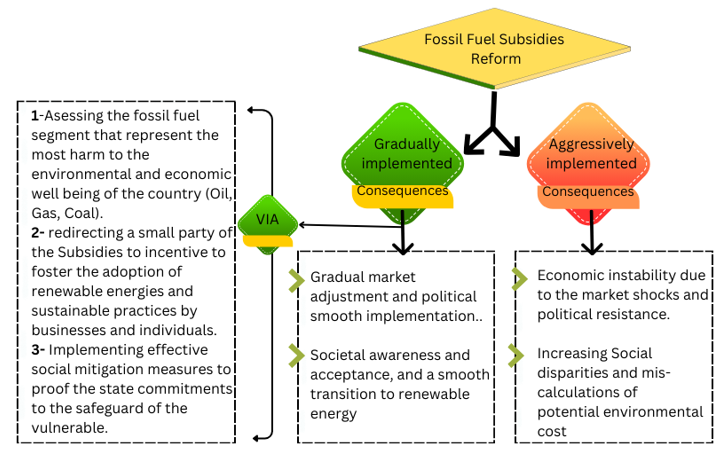 Fossil Fuel Subsidies
Reform
Gradually
implemented
Consequences
Aggressively
implemented
Consequences
VIA
1-Asessing the fossil fuel
segment that represent the
most harm to the
environmental and economic
well being of the country (Oil,
Gas, Coal).
2- redirecting a small party of
the Subsidies to incentive to
foster the adoption of
renewable energies and
sustainable practices by
businesses and individuals.
3- Implementing effective
social mitigation measures to
proof the state commitments
to the safeguard of the
vulnerable.
Gradual market
adjustment and political
smooth implementation..
Societal awareness and
acceptance, and a smooth
transition to renewable
energy
Economic instability due
to the market shocks and
political resistance.
Increasing Social
disparities and mis-
calculations of
potential environmental
cost